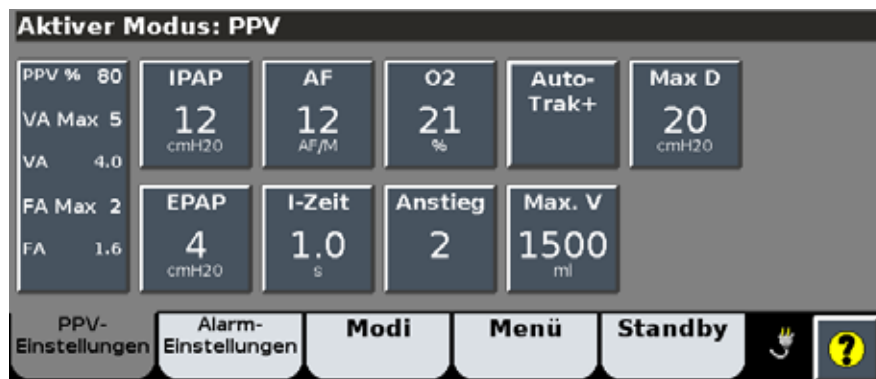 Aktiver Modus: PPV
PPV % 80
VA Max 5
VA 4.0
FA Max 2
FA 1.6
IPAP
12
cmH2O
AF
12
AF/M
O2
21
%
Auto-
Trak+
Max D
20
cmH2O
EPAP
4
cmH2O
I-Zeit
1.0
s
Anstieg
2
Max. V
1500
ml
PPV-
Einstellungen
Alarm-
Einstellungen
Modi
Menü
Standby
?